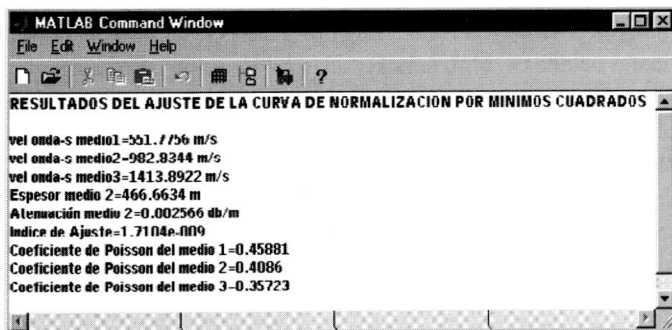 MATLAB Command Window
File Edit Window Help
?
RESULTADOS DEL AJUSTE DE LA CURVA DE NORMALIZACION POR MINIMOS CUADRADOS
vel onda-s medio1=551.7756 m/s
vel onda-s medio2=982.8344 m/s
vel onda-s medio3=1413.8922 m/s
Espesor medio 2=466.6634 m
Atenuación medio 2=0.002566 db/m
Indice de Ajuste=1.7104e-009
Coeficiente de Poisson del medio 1=0.45881
Coeficiente de Poisson del medio 2=0.4086
Coeficiente de Poisson del medio 3=0.35723